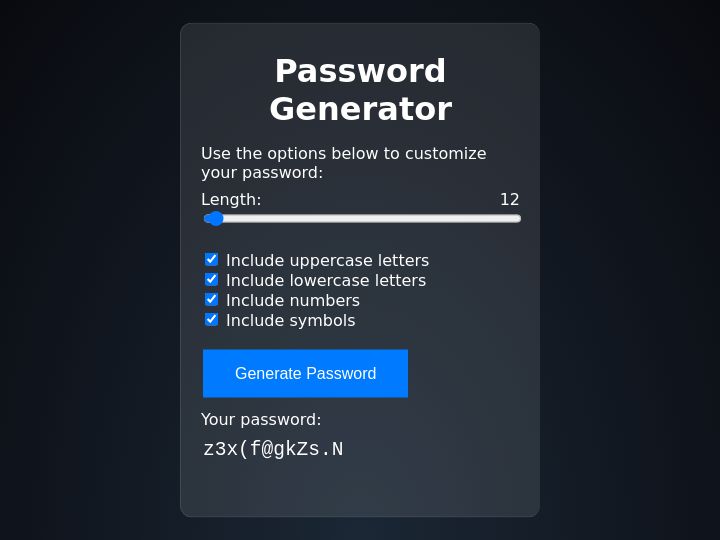 Password
Generator
Use the options below to customize
your password:
Length: 12
Include uppercase letters
Include lowercase letters
Include numbers
Include symbols
Generate Password
Your password:
z3x(f@gkZs.N